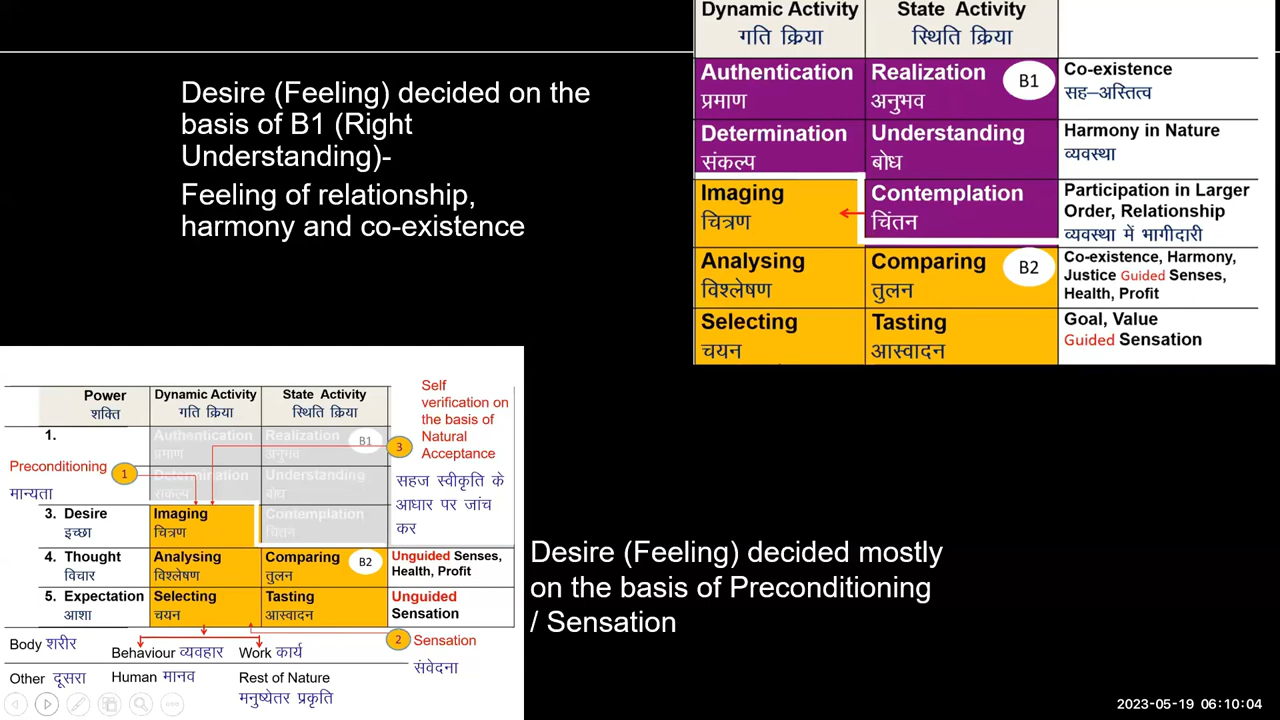 Dynamic Activity State Activity
गति क्रिया स्थिति क्रिया
Authentication Realization B1 Co-existence
प्रमाण अनुभव सह–अस्तित्व
Determination Understanding Harmony in Nature
संकल्प बोध व्यवस्था
Imaging Contemplation Participation in Larger
Order, Relationship
चित्रण चिंतन व्यवस्था में भागीदारी
Analysing Comparing B2 Co-existence, Harmony,
Justice Guided Senses,
विश्लेषण तुलन Health, Profit
Selecting Tasting Goal, Value
Guided Sensation
चयन आस्वादन
Desire (Feeling) decided on the
basis of B1 (Right
Understanding)-
Feeling of relationship,
harmony and co-existence
Power Dynamic Activity State Activity
शक्ति गति क्रिया स्थिति क्रिया
Self
verification on
the basis of
Natural
Acceptance
सहज स्वीकृति के
आधार पर जांच
कर
1. Authentication Realization B1 3
प्रमाण अनुभव
Preconditioning 1 Determination Understanding
मान्यता संकल्प बोध
3. Desire Imaging Contemplation
इच्छा चित्रण चिंतन
4. Thought Analysing Comparing B2 Unguided Senses,
विचार विश्लेषण तुलन Health, Profit
5. Expectation Selecting Tasting Unguided
आशा चयन आस्वादन Sensation
Body शरीर Behaviour व्यवहार Work कार्य 2 Sensation
संवेदना
Other दूसरा Human मानव Rest of Nature
मनुष्येतर प्रकृति
Desire (Feeling) decided mostly
on the basis of Preconditioning
/ Sensation
2023-05-19 06:10:04